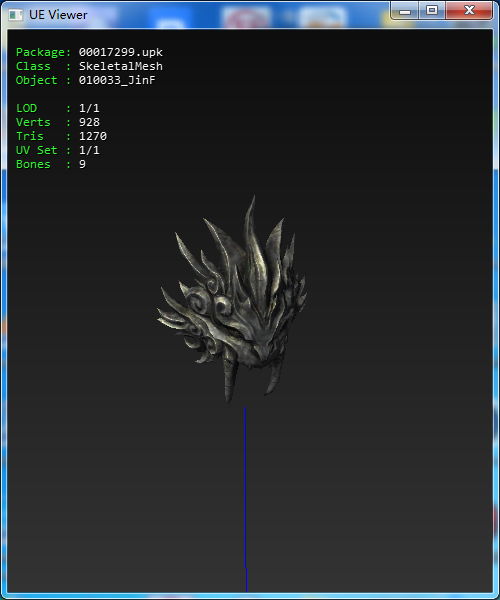 UE Viewer
Package: 00017299.upk
Class : SkeletalMesh
Object : 010033_JinF
LOD : 1/1
Verts : 928
Tris : 1270
UV Set : 1/1
Bones : 9